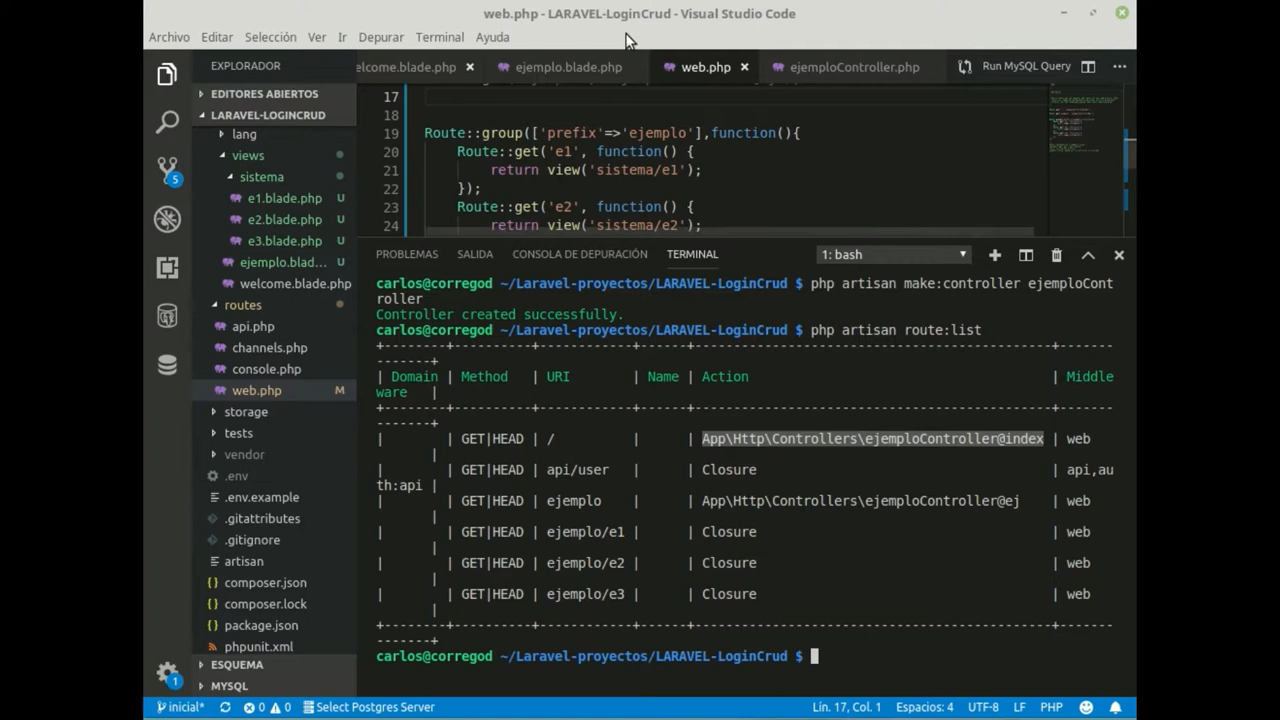 web.php - LARAVEL-LoginCrud - Visual Studio Code
Archivo Editar Selección Ver Ir Depurar Terminal Ayuda
EXPLORADOR
elcome.blade.php × ejemplo.blade.php web.php × ejemploController.php Run MySQL Query ···
EDITORES ABIERTOS
LARAVEL-LOGINCRUD
lang
views
sistema
e1.blade.php U
e2.blade.php U
e3.blade.php U
ejemplo.blad... U
welcome.blade.php
routes
api.php
channels.php
console.php
web.php M
storage
tests
vendor
.env
.env.example
.gitattributes
.gitignore
artisan
composer.json
composer.lock
package.json
phpunit.xml
ESQUEMA
MYSQL
5
1
17
18
19 Route::group(['prefix'=>'ejemplo'],function(){
20 Route::get('e1', function() {
21 return view('sistema/e1');
22 });
23 Route::get('e2', function() {
24 return view('sistema/e2');
PROBLEMAS SALIDA CONSOLA DE DEPURACIÓN TERMINAL 1: bash
carlos@corregod ~/Laravel-proyectos/LARAVEL-LoginCrud $ php artisan make:controller ejemploCont
roller
Controller created successfully.
carlos@corregod ~/Laravel-proyectos/LARAVEL-LoginCrud $ php artisan route:list
+--------+----------+------------+------+------------------------------------------------+------
-------+
| Domain | Method | URI | Name | Action | Middle
ware |
+--------+----------+------------+------+------------------------------------------------+------
-------+
| | GET|HEAD | / | | App\Http\Controllers\ejemploController@index | web
|
| | GET|HEAD | api/user | | Closure | api,au
th:api |
| | GET|HEAD | ejemplo | | App\Http\Controllers\ejemploController@ej | web
|
| | GET|HEAD | ejemplo/e1 | | Closure | web
|
| | GET|HEAD | ejemplo/e2 | | Closure | web
|
| | GET|HEAD | ejemplo/e3 | | Closure | web
|
+--------+----------+------------+------+------------------------------------------------+------
-------+
carlos@corregod ~/Laravel-proyectos/LARAVEL-LoginCrud $
inicial* 0 0 Select Postgres Server Lín. 17, Col. 1 Espacios: 4 UTF-8 LF PHP